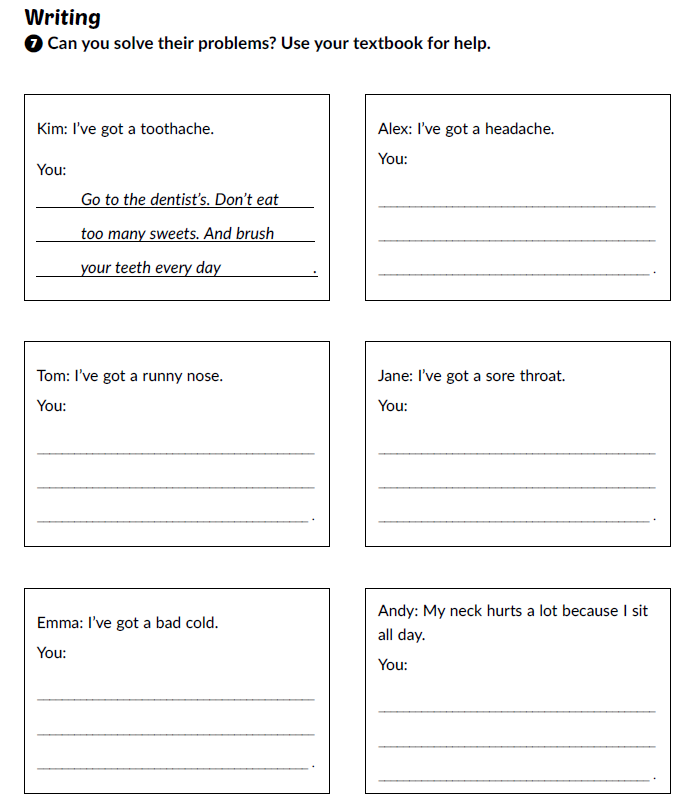 Writing
7 Can you solve their problems? Use your textbook for help.
Kim: I've got a toothache.
You:
Go to the dentist's. Don't eat
too many sweets. And brush
your teeth every day .
Alex: I've got a headache.
You:
.
Tom: I've got a runny nose.
You:
.
Jane: I've got a sore throat.
You:
.
Emma: I've got a bad cold.
You:
.
Andy: My neck hurts a lot because I sit
all day.
You:
.